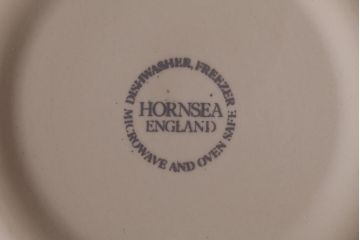 DISHWASHER, FREEZER
HORNSEA
ENGLAND
MICROWAVE AND OVEN SAFE